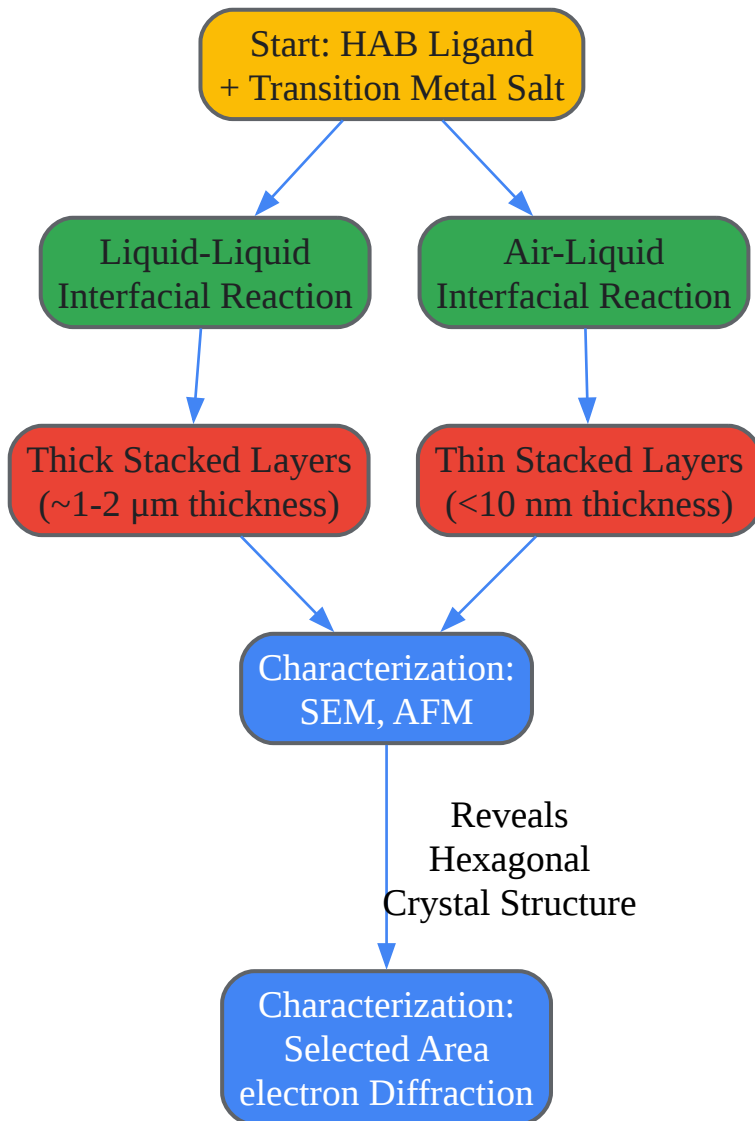 Start: HAB Ligand
+ Transition Metal Salt
Liquid-Liquid
Interfacial Reaction
Air-Liquid
Interfacial Reaction
Thick Stacked Layers
(~1-2 μm thickness)
Thin Stacked Layers
(<10 nm thickness)
Characterization:
SEM, AFM
Reveals
Hexagonal
Crystal Structure
Characterization:
Selected Area
electron Diffraction